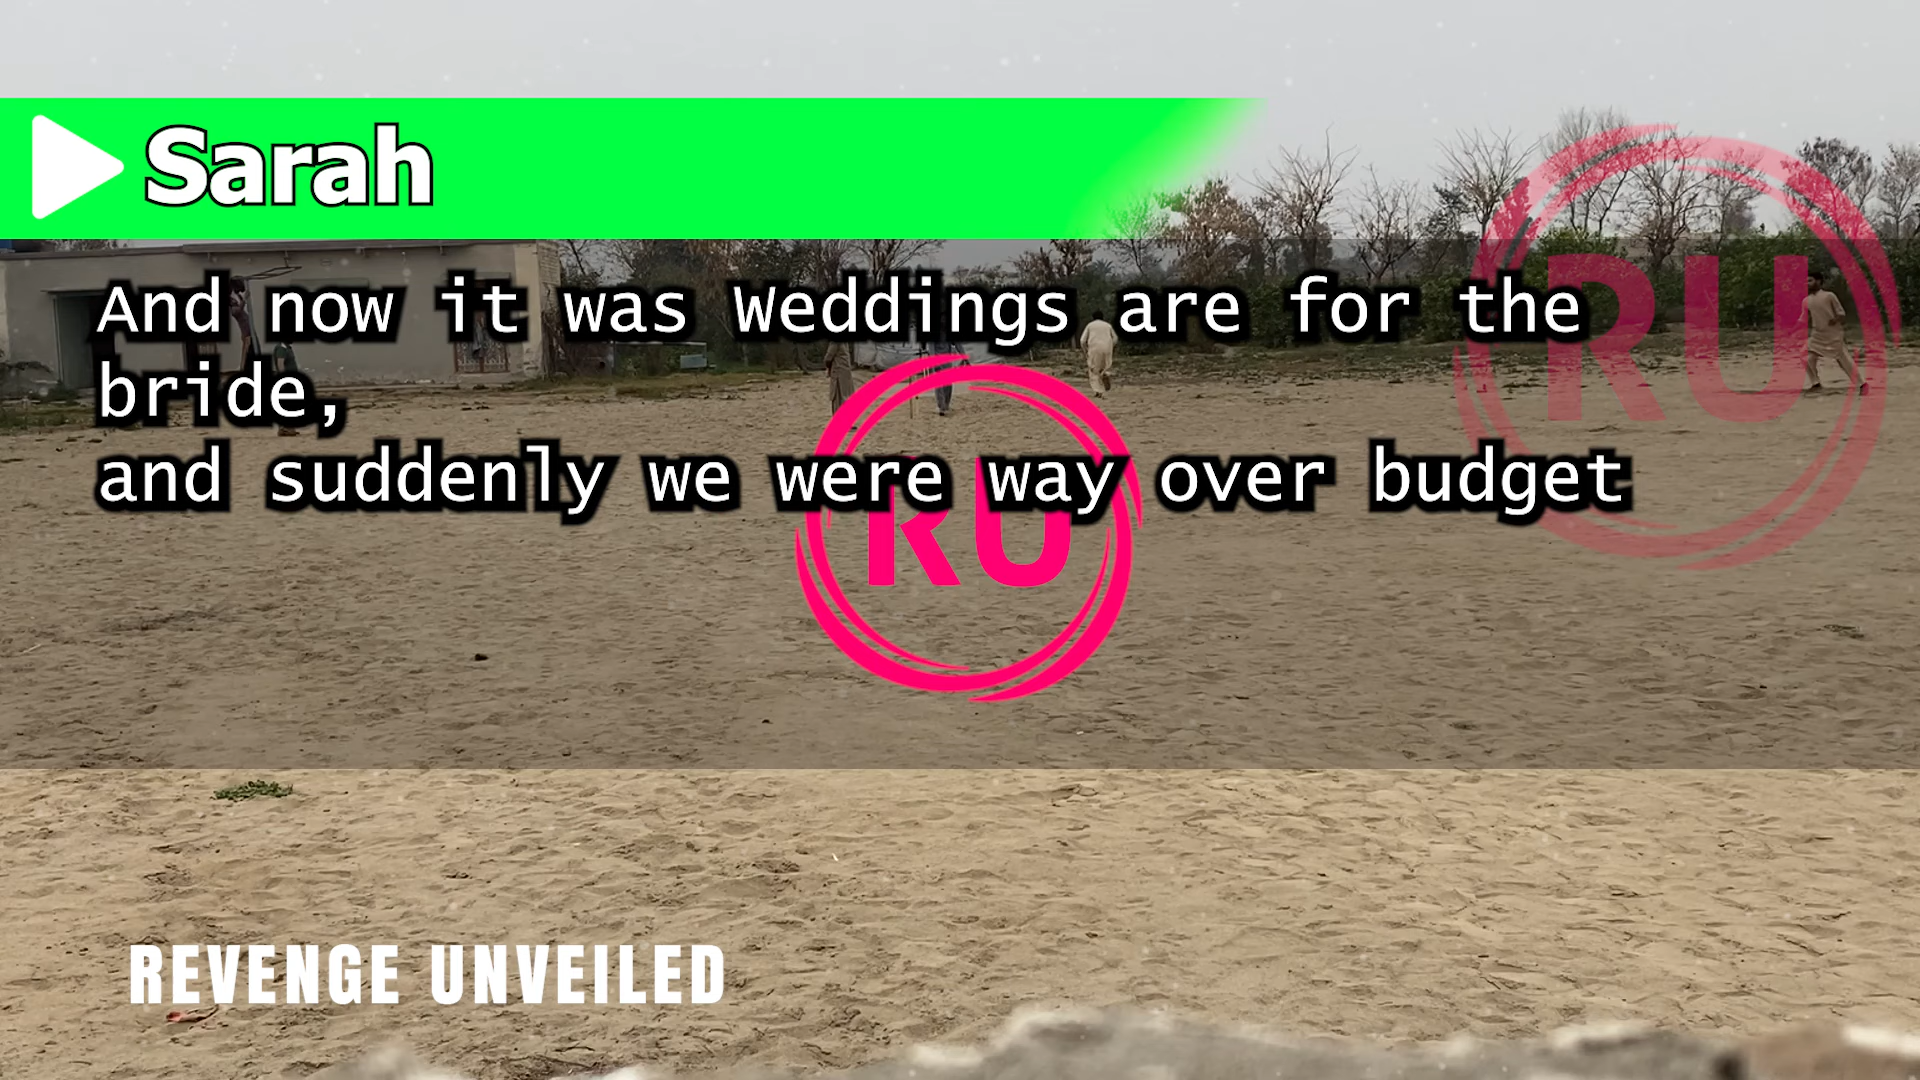 Sarah
And now it was Weddings are for the
bride,
and suddenly we were way over budget
RU
RU
REVENGE UNVEILED